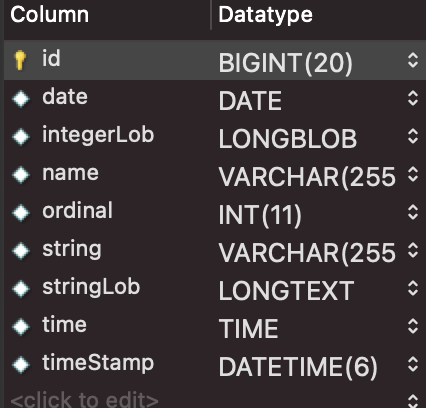 Column Datatype
id BIGINT(20)
date DATE
integerLob LONGBLOB
name VARCHAR(255
ordinal INT(11)
string VARCHAR(255
stringLob LONGTEXT
time TIME
timeStamp DATETIME(6)
<click to edit>